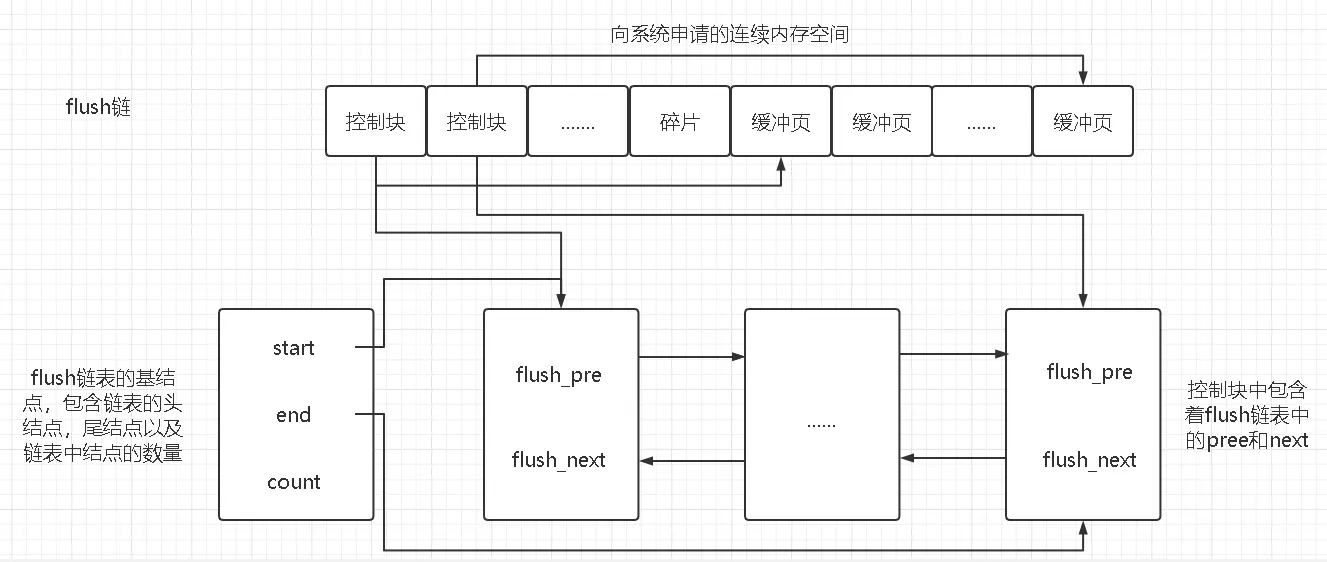 向系统申请的连续内存空间
flush链
控制块
控制块
.......
碎片
缓冲页
缓冲页
......
缓冲页
flush链表的基结
点，包含链表的头
结点，尾结点以及
链表中结点的数量
start
end
count
flush_pre
flush_next
......
flush_pre
flush_next
控制块中包含
着flush链表中
的pree和next